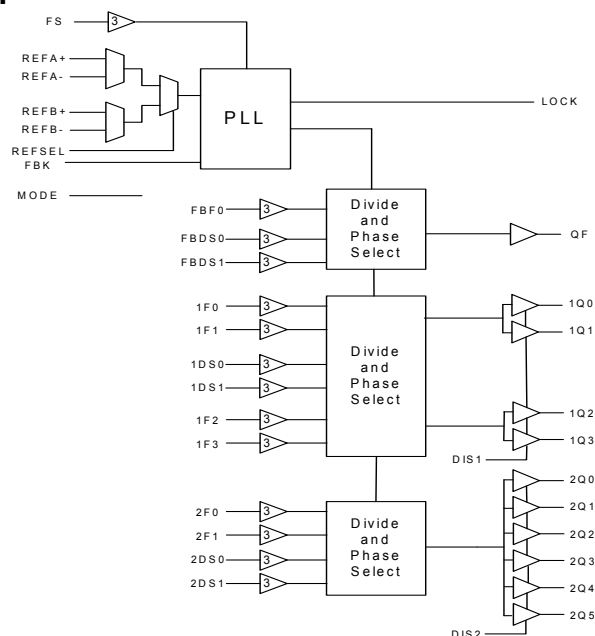 FS 3
REFA+
REFA-
REFB+
REFB-
REFSEL
FBK
MODE
PLL
LOCK
FBF0 3
FBDS0 3
FBDS1 3
Divide
and
Phase
Select
QF
1F0 3
1F1 3
1DS0 3
1DS1 3
1F2 3
1F3 3
Divide
and
Phase
Select
1Q0
1Q1
1Q2
1Q3
DIS1
2F0 3
2F1 3
2DS0 3
2DS1 3
Divide
and
Phase
Select
2Q0
2Q1
2Q2
2Q3
2Q4
2Q5
DIS2